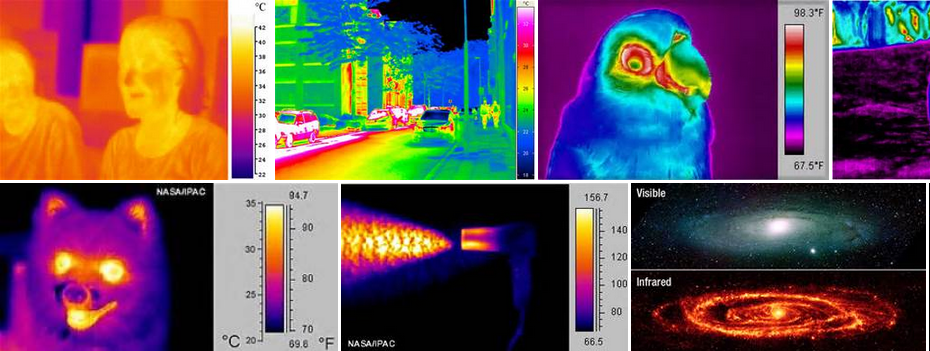 °C
42
40
38
36
34
32
30
28
26
24
22
°C
98.3°F
67.5°F
NASA/IPAC
35
30
25
20
°C
94.7
90
80
70
69.6
°F
NASA/IPAC
156.7
140
120
100
80
66.5
Visible
Infrared